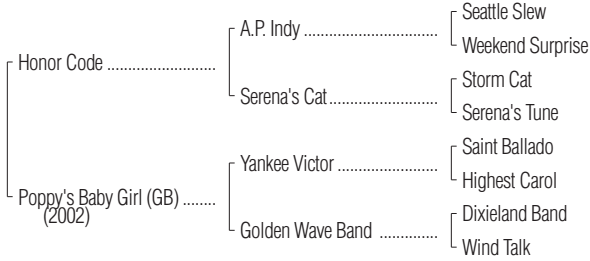 Seattle Slew
A.P. Indy ................................
Weekend Surprise
Honor Code ..........................
Storm Cat
Serena's Cat..........................
Serena's Tune
Saint Ballado
Yankee Victor ........................
Highest Carol
Poppy's Baby Girl (GB) ........
(2002)
Dixieland Band
Golden Wave Band ..............
Wind Talk